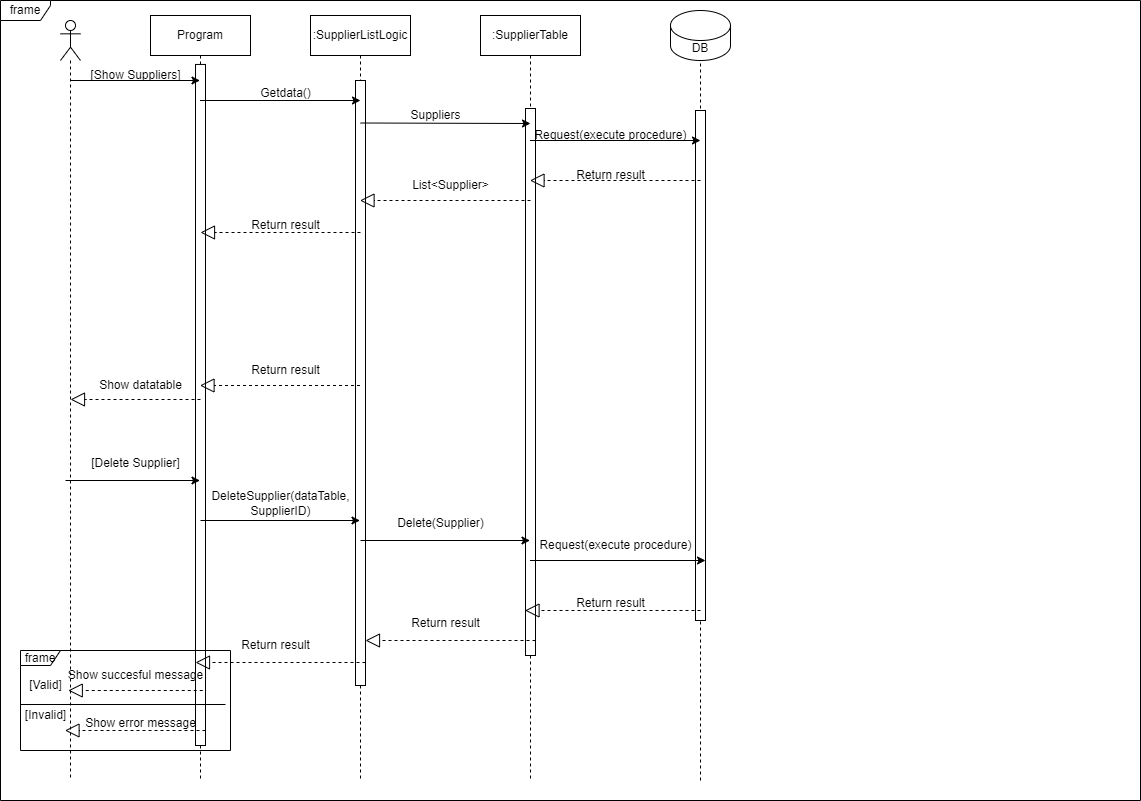 frame
Program
:SupplierListLogic
:SupplierTable
DB
[Show Suppliers]
Getdata()
Suppliers
Request(execute procedure)
Return result
List<Supplier>
Return result
Return result
Show datatable
[Delete Supplier]
DeleteSupplier(dataTable,
SupplierID)
Delete(Supplier)
Request(execute procedure)
Return result
Return result
Return result
frame
Show succesful message
[Valid]
[Invalid]
Show error message